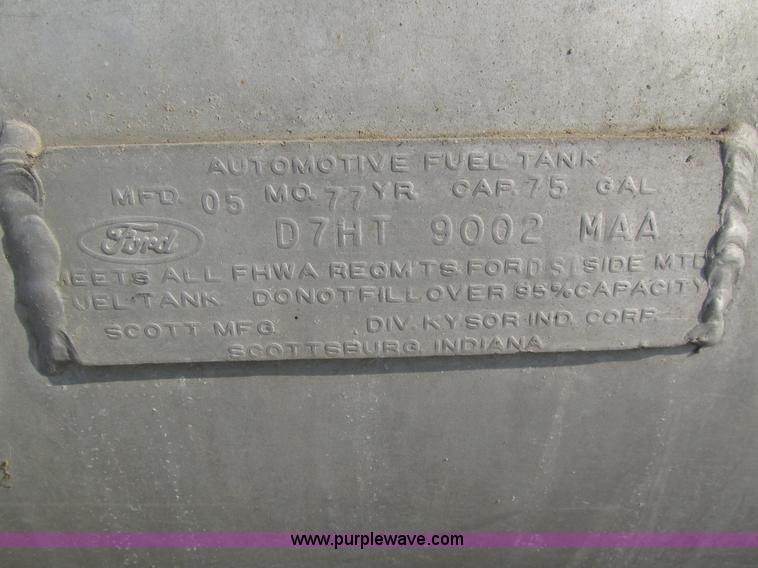 AUTOMOTIVE FUEL TANK
MFD. 05 MO. 77 YR. CAP. 75 GAL
Ford D7HT 9002 MAA
MEETS ALL FHWA REQM'TS FOR DSL SIDE MTD
FUEL TANK DO NOT FILL OVER 95% CAPACITY
SCOTT MFG. DIV. KYSOR IND. CORP.
SCOTTSBURG, INDIANA
www.purplewave.com